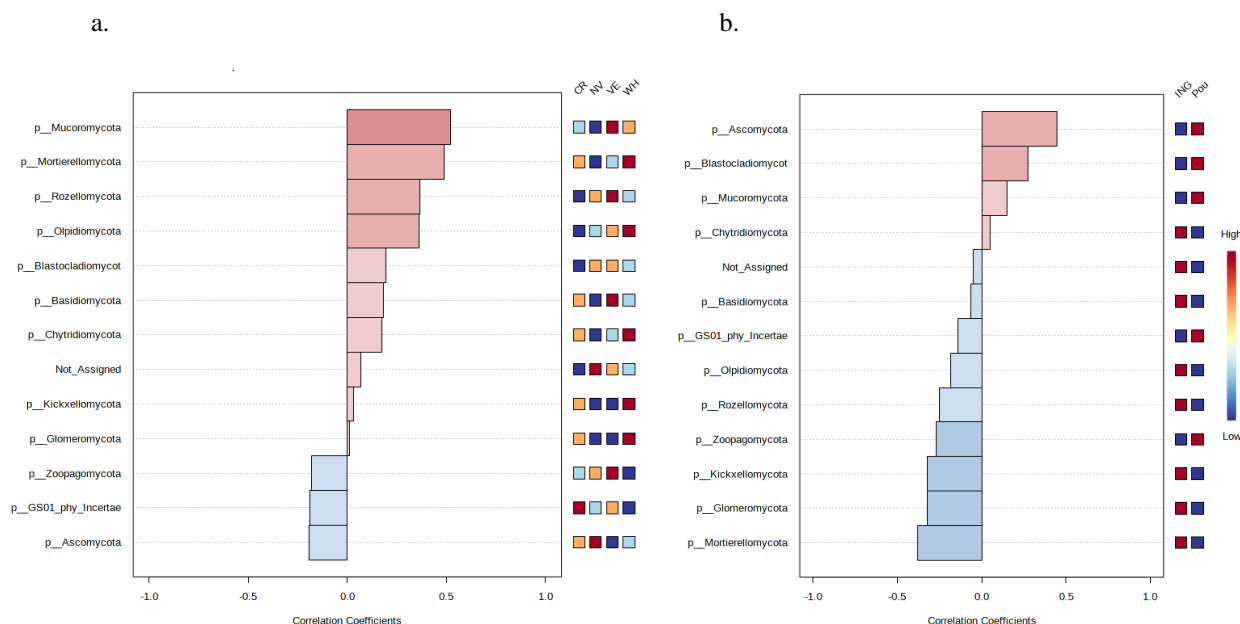 a.
CR NV VE WH
p__Mucoromycota
p__Mortierellomycota
p__Rozellomycota
p__Olpidiomycota
p__Blastocladiomycot
p__Basidiomycota
p__Chytridiomycota
Not_Assigned
p__Kickxellomycota
p__Glomeromycota
p__Zoopagomycota
p__GS01_phy_Incertae
p__Ascomycota
-1.0 0.0 0.5 1.0
Correlation Coefficients
b.
ING Pou
p__Ascomycota
p__Blastocladiomycot
p__Mucoromycota
p__Chytridiomycota
Not_Assigned
p__Basidiomycota
p__GS01_phy_Incertae
p__Olpidiomycota
p__Rozellomycota
p__Zoopagomycota
p__Kickxellomycota
p__Glomeromycota
p__Mortierellomycota
-1.0 -0.5 0.0 0.5 1.0
Correlation Coefficients
High
Low